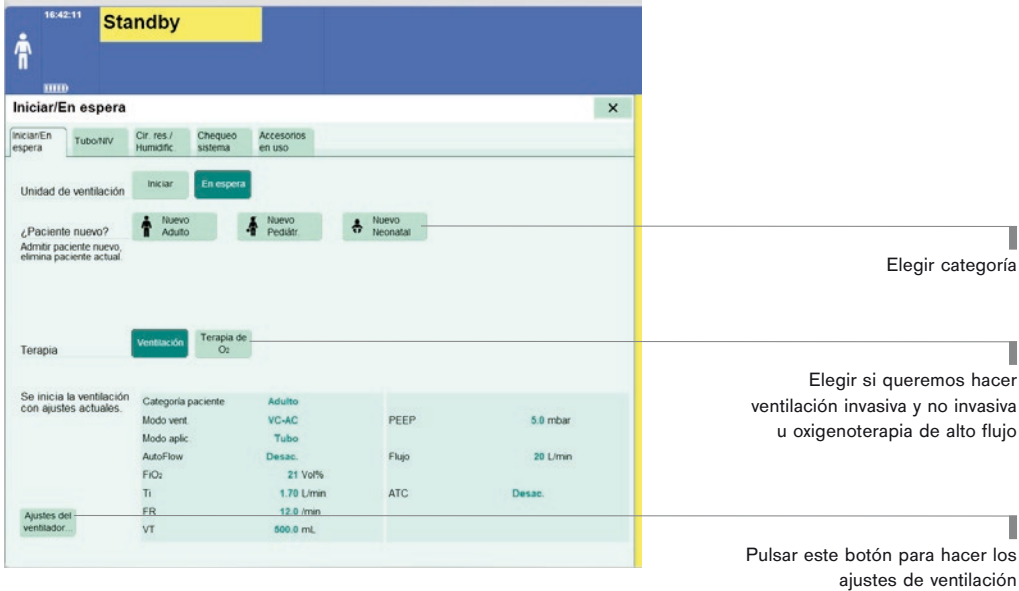 16:42:11
Standby
Iniciar/En espera
Iniciar/En
espera
Tubo/NIV
Cir. res./
Humidific.
Chequeo
sistema
Accesorios
en uso
Unidad de ventilación
Iniciar
En espera
¿Paciente nuevo?
Admitir paciente nuevo,
elimina paciente actual.
Nuevo
Adulto
Nuevo
Pediátr.
Nuevo
Neonatal
Elegir categoría
Terapia
Ventilación
Terapia de
O2
Elegir si queremos hacer
ventilación invasiva y no invasiva
u oxigenoterapia de alto flujo
Se inicia la ventilación
con ajustes actuales.
Categoría paciente Adulto
Modo vent. VC-AC PEEP 5.0 mbar
Modo aplic. Tubo
AutoFlow Desac. Flujo 20 L/min
FiO2 21 Vol%
Ti 1.70 L/min ATC Desac.
FR 12.0 /min
VT 500.0 mL
Ajustes del
ventilador...
Pulsar este botón para hacer los
ajustes de ventilación